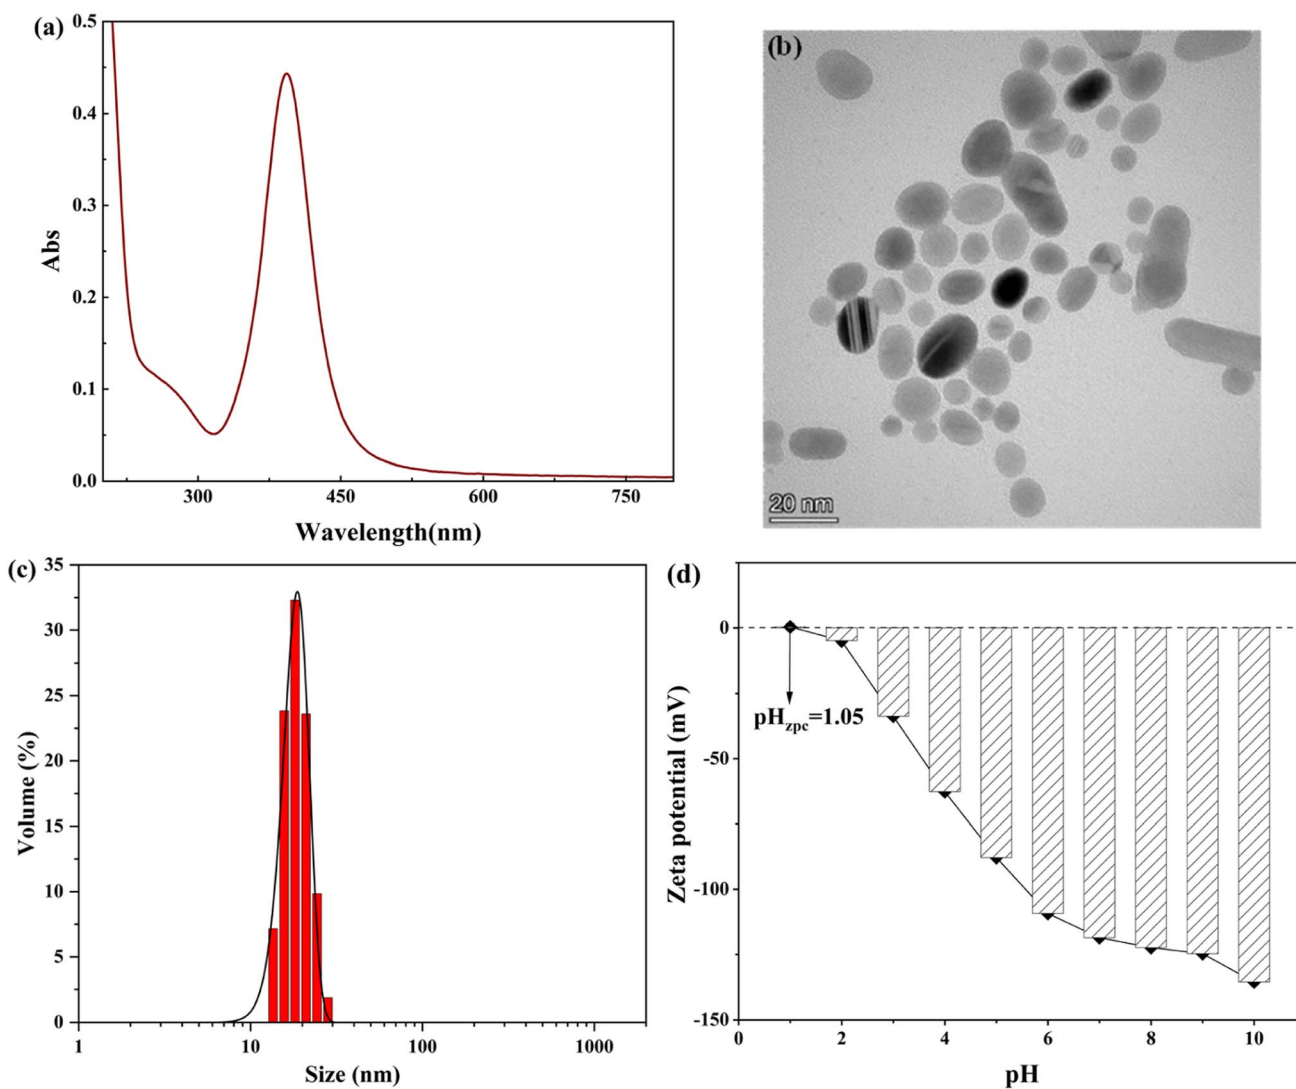 (a)
0.5
0.4
0.3
0.2
0.1
0.0
Abs
300 450 600 750
Wavelength(nm)
(b)
20 nm
(c)
35
30
25
20
15
10
5
0
Volume (%)
1 10 100 1000
Size (nm)
(d)
0
-50
-100
-150
Zeta potential (mV)
pHzpc=1.05
0 2 4 6 8 10
pH